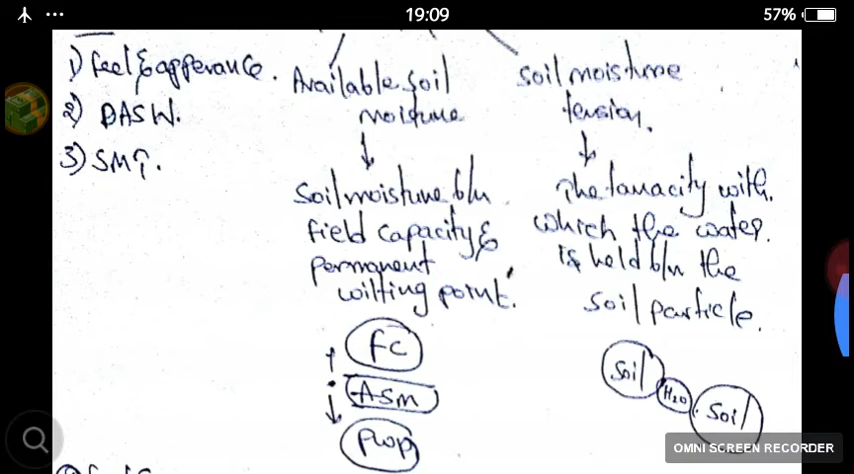 19:09
57%
1) Feel & apperance.
2) DASW.
3) SMT.
Available soil
moisture
Soil moisture b/w
field capacity &
permanent
wilting point.
FC
ASM
PWP
Soil moisture
tension.
The tanacity with
which the water
is held b/w the
soil particle.
Soil
H2O
Soil
OMNI SCREEN RECORDER